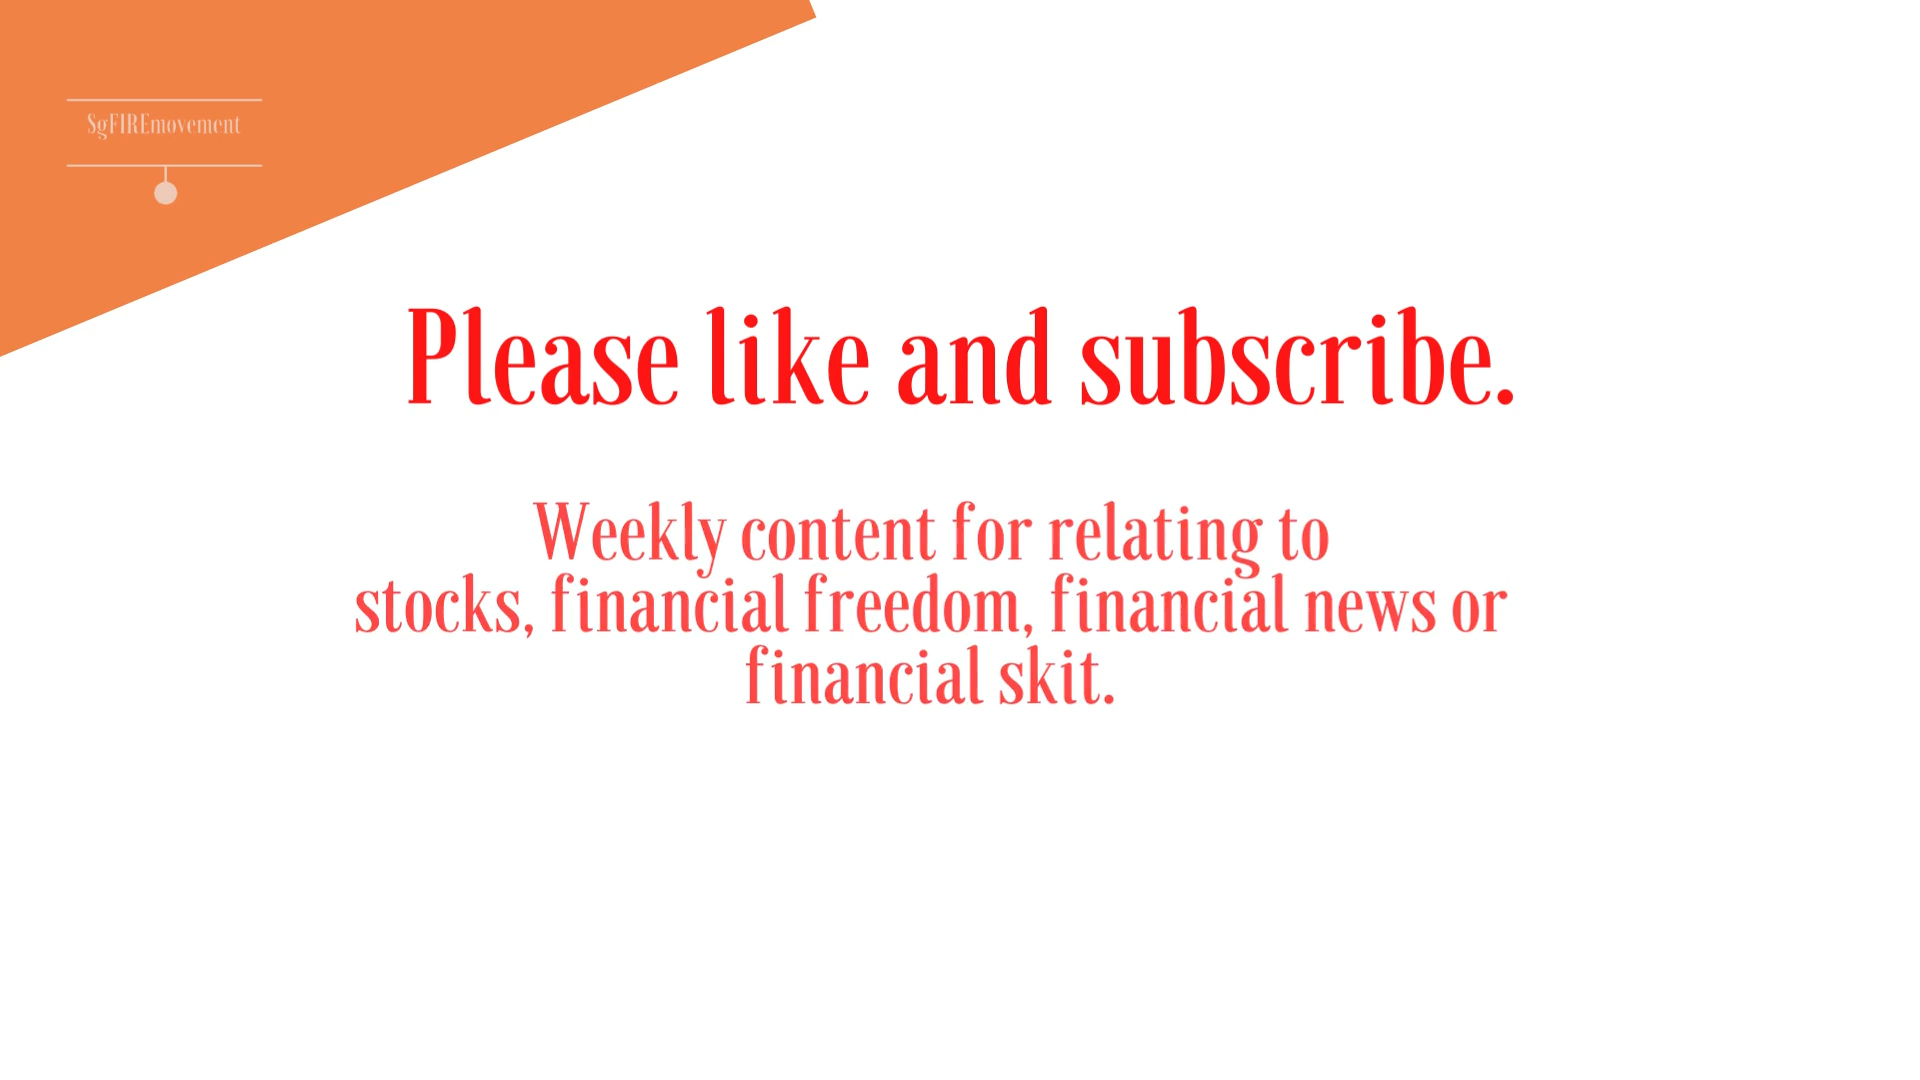 SgFIREmovement
Please like and subscribe.
Weekly content for relating to
stocks, financial freedom, financial news or
financial skit.